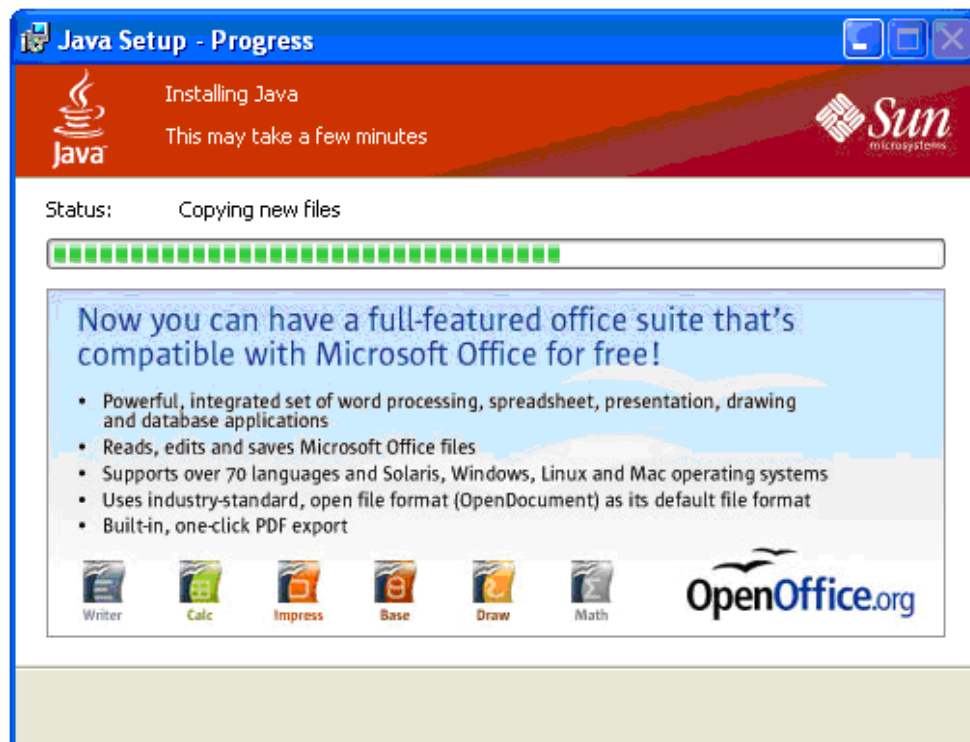 Java Setup - Progress
Installing Java
This may take a few minutes
Java
Sun
microsystems
Status: Copying new files
Now you can have a full-featured office suite that's
compatible with Microsoft Office for free!
• Powerful, integrated set of word processing, spreadsheet, presentation, drawing
and database applications
• Reads, edits and saves Microsoft Office files
• Supports over 70 languages and Solaris, Windows, Linux and Mac operating systems
• Uses industry-standard, open file format (OpenDocument) as its default file format
• Built-in, one-click PDF export
Writer Calc Impress Base Draw Math
OpenOffice.org